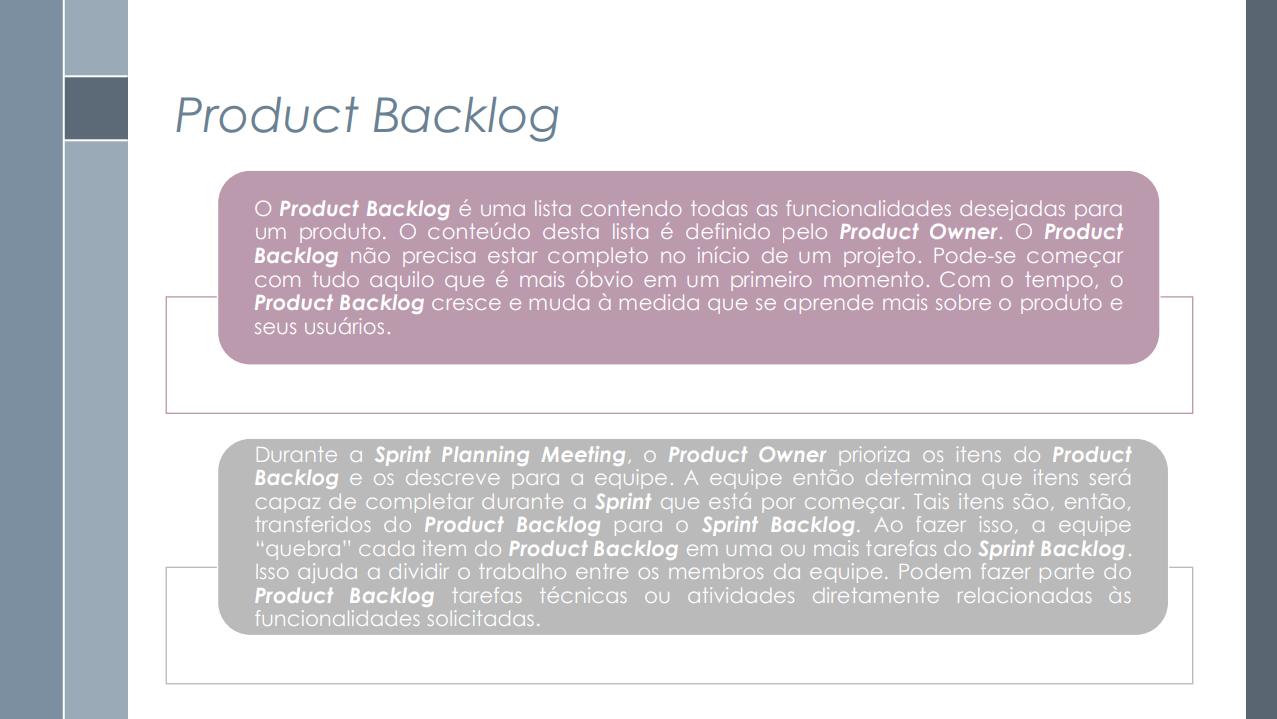 Product Backlog
O Product Backlog é uma lista contendo todas as funcionalidades desejadas para
um produto. O conteúdo desta lista é definido pelo Product Owner. O Product
Backlog não precisa estar completo no início de um projeto. Pode-se começar
com tudo aquilo que é mais óbvio em um primeiro momento. Com o tempo, o
Product Backlog cresce e muda à medida que se aprende mais sobre o produto e
seus usuários.
Durante a Sprint Planning Meeting, o Product Owner prioriza os itens do Product
Backlog e os descreve para a equipe. A equipe então determina que itens será
capaz de completar durante a Sprint que está por começar. Tais itens são, então,
transferidos do Product Backlog para o Sprint Backlog. Ao fazer isso, a equipe
“quebra” cada item do Product Backlog em uma ou mais tarefas do Sprint Backlog.
Isso ajuda a dividir o trabalho entre os membros da equipe. Podem fazer parte do
Product Backlog tarefas técnicas ou atividades diretamente relacionadas às
funcionalidades solicitadas.